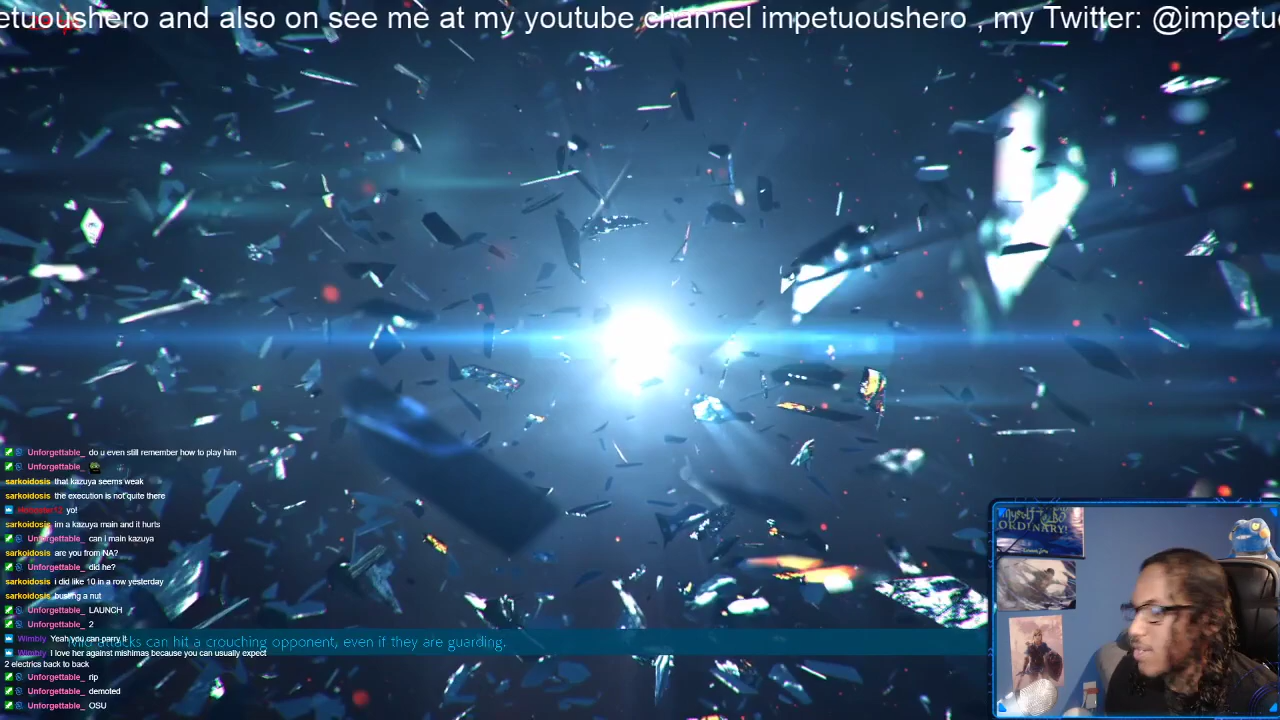 etuoushero and also on see me at my youtube channel impetuoushero , my Twitter: @impetuo
Unforgettable_ do u even still remember how to play him
Unforgettable_
sarkoidosis that kazuya seems weak
sarkoidosis the execution is not quite there
yo!
sarkoidosis im a kazuya main and it hurts
Unforgettable_ can i main kazuya
sarkoidosis are you from NA?
Unforgettable_ did he?
sarkoidosis i did like 10 in a row yesterday
sarkoidosis busting a nut
Unforgettable_ LAUNCH
Unforgettable_ 2
Wimbly Yeah you can parry it
Mid attacks can hit a crouching opponent, even if they are guarding.
Wimbly I love her against mishimas because you can usually expect
2 electrics back to back
Unforgettable_ rip
Unforgettable_ demoted
Unforgettable_ OSU
ORDINARY!